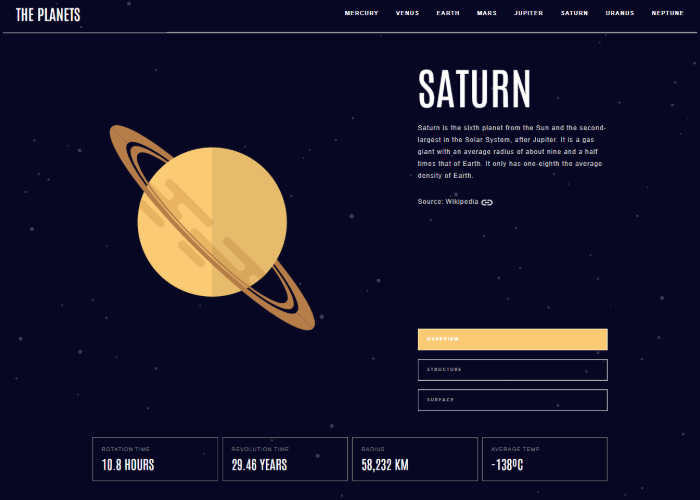 THE PLANETS
MERCURY VENUS EARTH MARS JUPITER SATURN URANUS NEPTUNE
SATURN
Saturn is the sixth planet from the Sun and the second-
largest in the Solar System, after Jupiter. It is a gas
giant with an average radius of about nine and a half
times that of Earth. It only has one-eighth the average
density of Earth.
Source: Wikipedia
OVERVIEW
STRUCTURE
SURFACE
ROTATION TIME
10.8 HOURS
REVOLUTION TIME
29.46 YEARS
RADIUS
58,232 KM
AVERAGE TEMP.
-138ºC